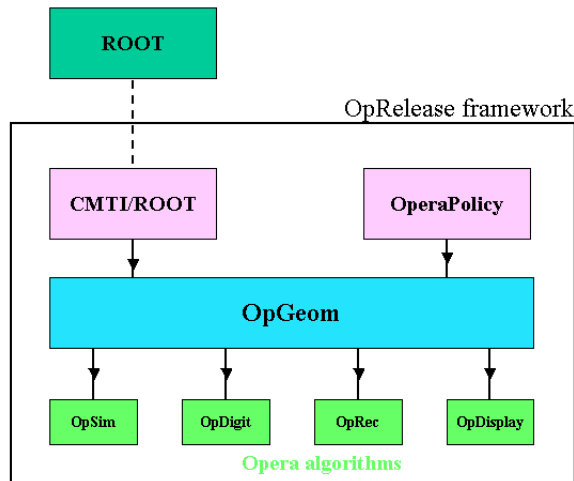 ROOT
OpRelease framework
CMTI/ROOT
OperaPolicy
OpGeom
OpSim
OpDigit
OpRec
OpDisplay
Opera algorithms